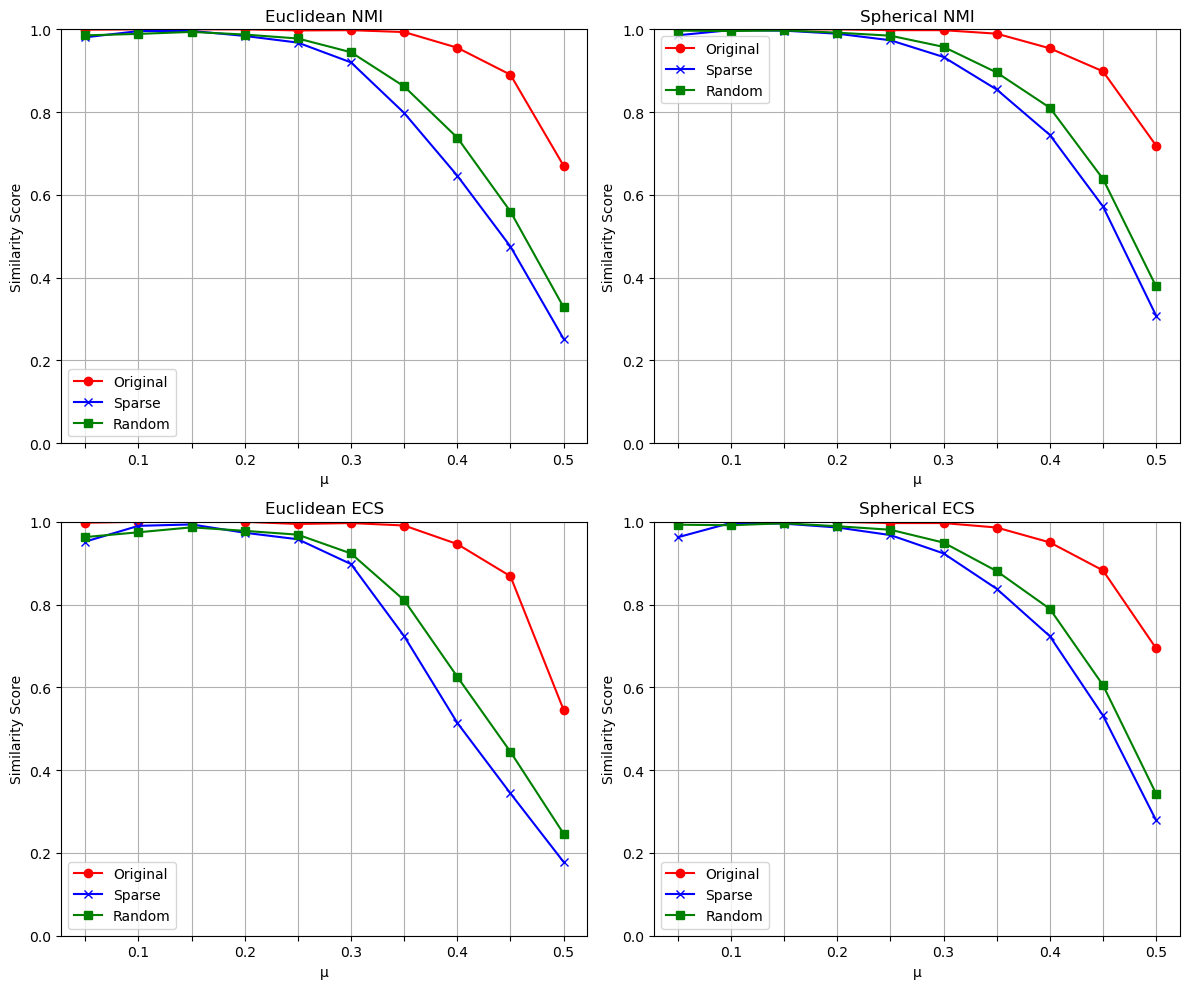 Euclidean NMI
Similarity Score
1.0
0.8
0.6
0.4
0.2
0.0
Original
Sparse
Random
0.1 0.2 0.3 0.4 0.5
μ
Spherical NMI
Similarity Score
1.0
0.8
0.6
0.4
0.2
0.0
Original
Sparse
Random
0.1 0.2 0.3 0.4 0.5
μ
Euclidean ECS
Similarity Score
1.0
0.8
0.6
0.4
0.2
0.0
Original
Sparse
Random
0.1 0.2 0.3 0.4 0.5
μ
Spherical ECS
Similarity Score
1.0
0.8
0.6
0.4
0.2
0.0
Original
Sparse
Random
0.1 0.2 0.3 0.4 0.5
μ